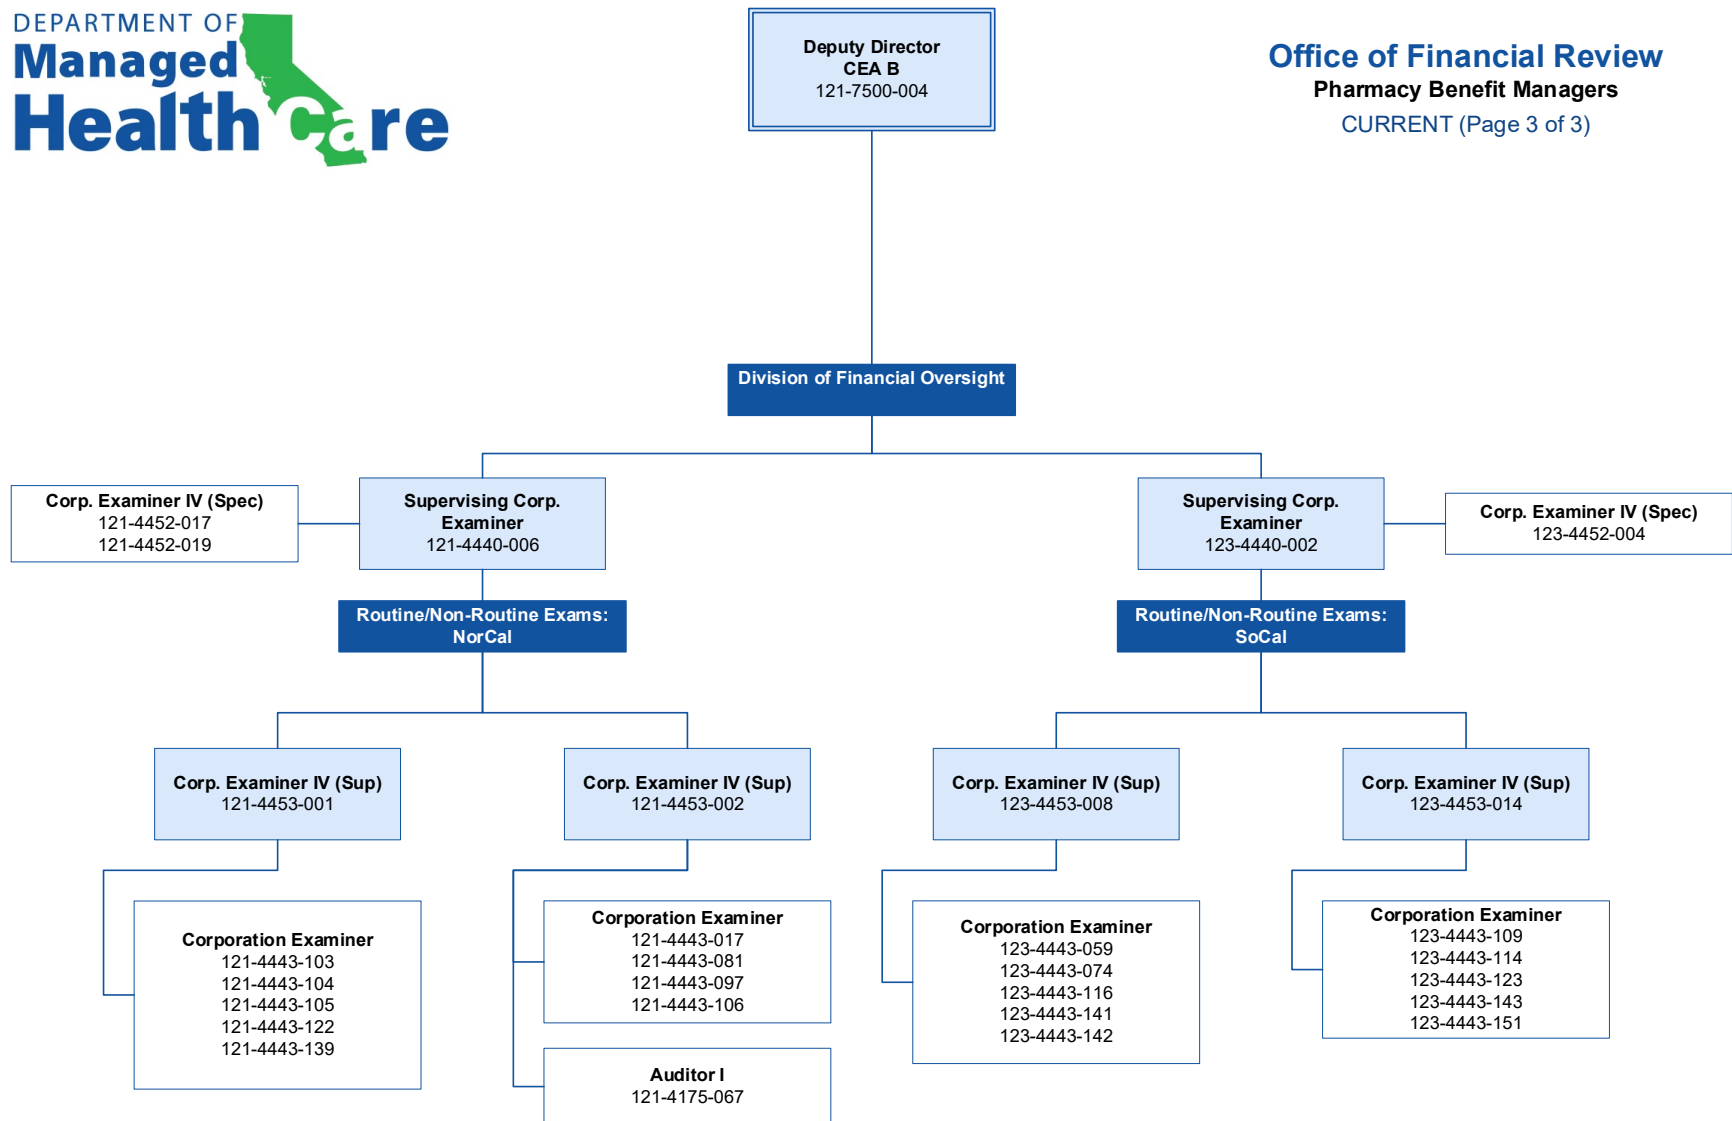 DEPARTMENT OF
Managed
Health Care
Deputy Director
CEA B
121-7500-004
Office of Financial Review
Pharmacy Benefit Managers
CURRENT (Page 3 of 3)
Division of Financial Oversight
Corp. Examiner IV (Spec)
121-4452-017
121-4452-019
Supervising Corp.
Examiner
121-4440-006
Supervising Corp.
Examiner
123-4440-002
Corp. Examiner IV (Spec)
123-4452-004
Routine/Non-Routine Exams:
NorCal
Routine/Non-Routine Exams:
SoCal
Corp. Examiner IV (Sup)
121-4453-001
Corp. Examiner IV (Sup)
121-4453-002
Corp. Examiner IV (Sup)
123-4453-008
Corp. Examiner IV (Sup)
123-4453-014
Corporation Examiner
121-4443-103
121-4443-104
121-4443-105
121-4443-122
121-4443-139
Corporation Examiner
121-4443-017
121-4443-081
121-4443-097
121-4443-106
Auditor I
121-4175-067
Corporation Examiner
123-4443-059
123-4443-074
123-4443-116
123-4443-141
123-4443-142
Corporation Examiner
123-4443-109
123-4443-114
123-4443-123
123-4443-143
123-4443-151